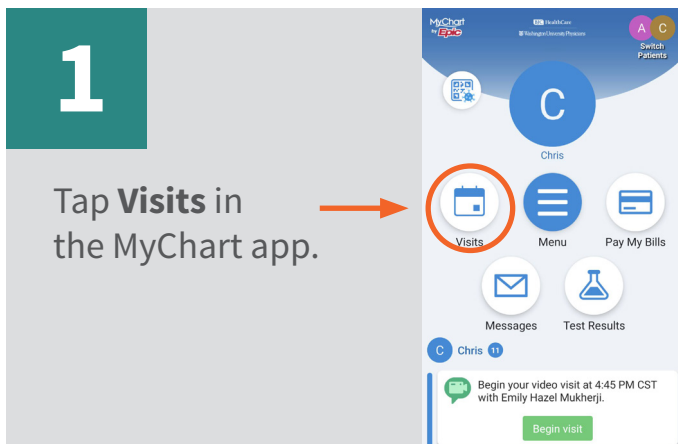 1
Tap Visits in
the MyChart app.
MyChart
by Epic
BJC HealthCare
Washington University Physicians
A C
Switch
Patients
C
Chris
Visits
Menu
Pay My Bills
Messages
Test Results
C Chris 11
Begin your video visit at 4:45 PM CST
with Emily Hazel Mukherji.
Begin visit